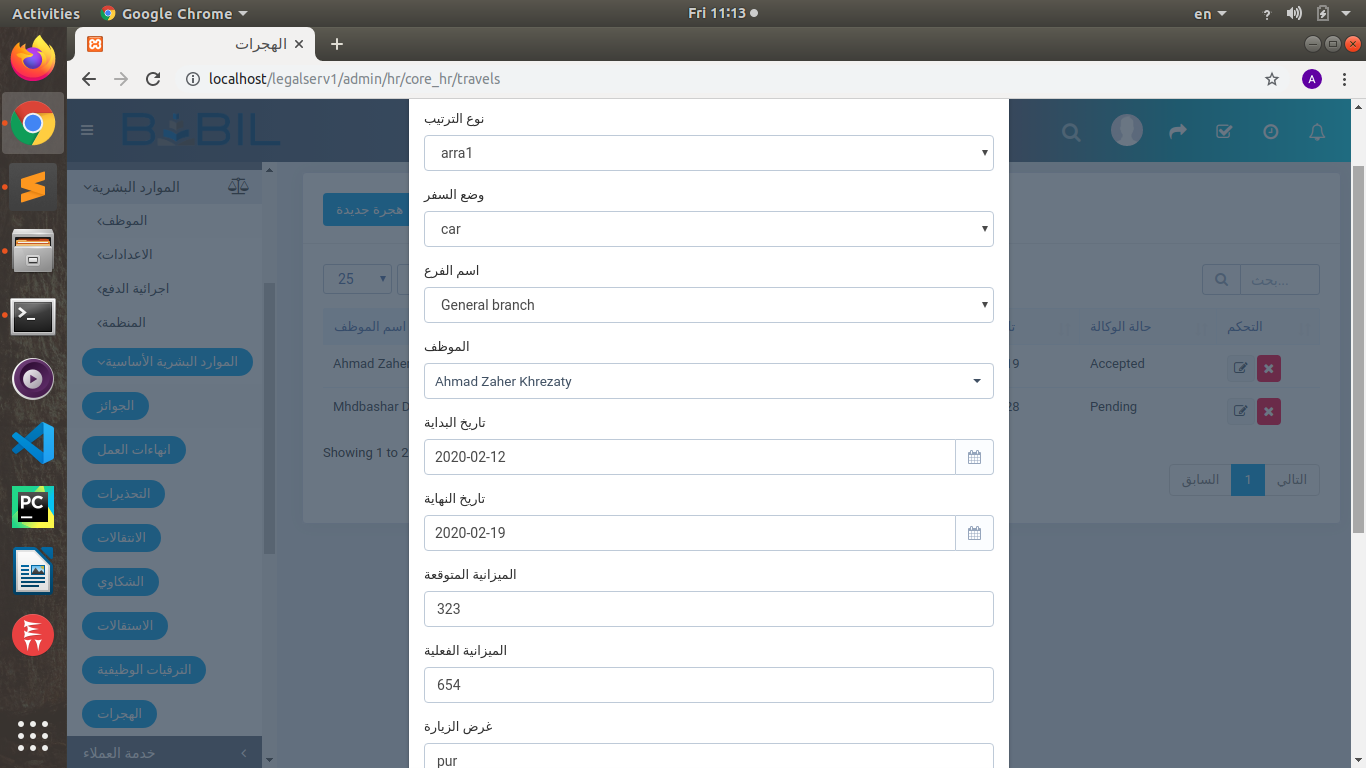 Activities
Google Chrome
Fri 11:13
en
الهجرات
localhost/legalserv1/admin/hr/core_hr/travels
A
BOBIL
الموارد البشرية
الموظف
الاعدادات
اجرائية الدفع
المنظمة
الموارد البشرية الأساسية
الجوائز
انهاءات العمل
التحذيرات
الانتقالات
الشكاوي
الاستقالات
الترقيات الوظيفية
الهجرات
خدمة العملاء
هجرة جديدة
25
بحث...
اسم الموظف
حالة الوكالة
التحكم
Ahmad Zaher
19
Accepted
Mhdbashar D
28
Pending
Showing 1 to 2
السابق
1
التالي
نوع الترتيب
arra1
وضع السفر
car
اسم الفرع
General branch
الموظف
Ahmad Zaher Khrezaty
تاريخ البداية
2020-02-12
تاريخ النهاية
2020-02-19
الميزانية المتوقعة
323
الميزانية الفعلية
654
غرض الزيارة
pur
PC